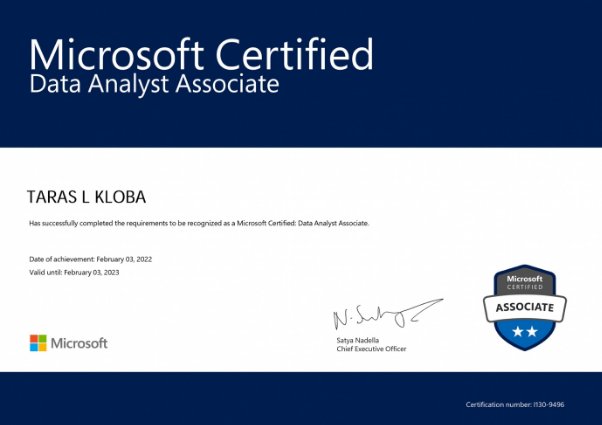 Microsoft Certified
Data Analyst Associate
TARAS L KLOBA
Has successfully completed the requirements to be recognized as a Microsoft Certified: Data Analyst Associate.
Date of achievement: February 03, 2022
Valid until: February 03, 2023
Microsoft
CERTIFIED
ASSOCIATE
Satya Nadella
Chief Executive Officer
Microsoft
Certification number: I130-9496